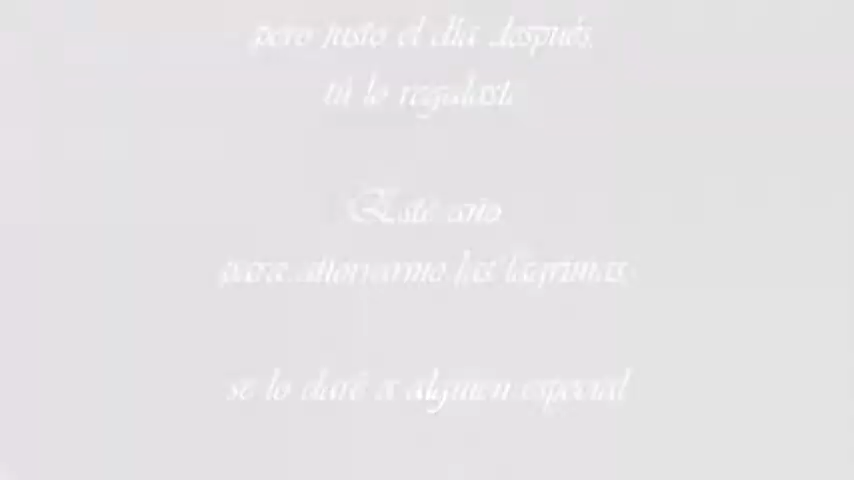 pero justo el día después,
tú lo regalaste
Este año
para ahorrarme las lágrimas
se lo daré a alguien especial